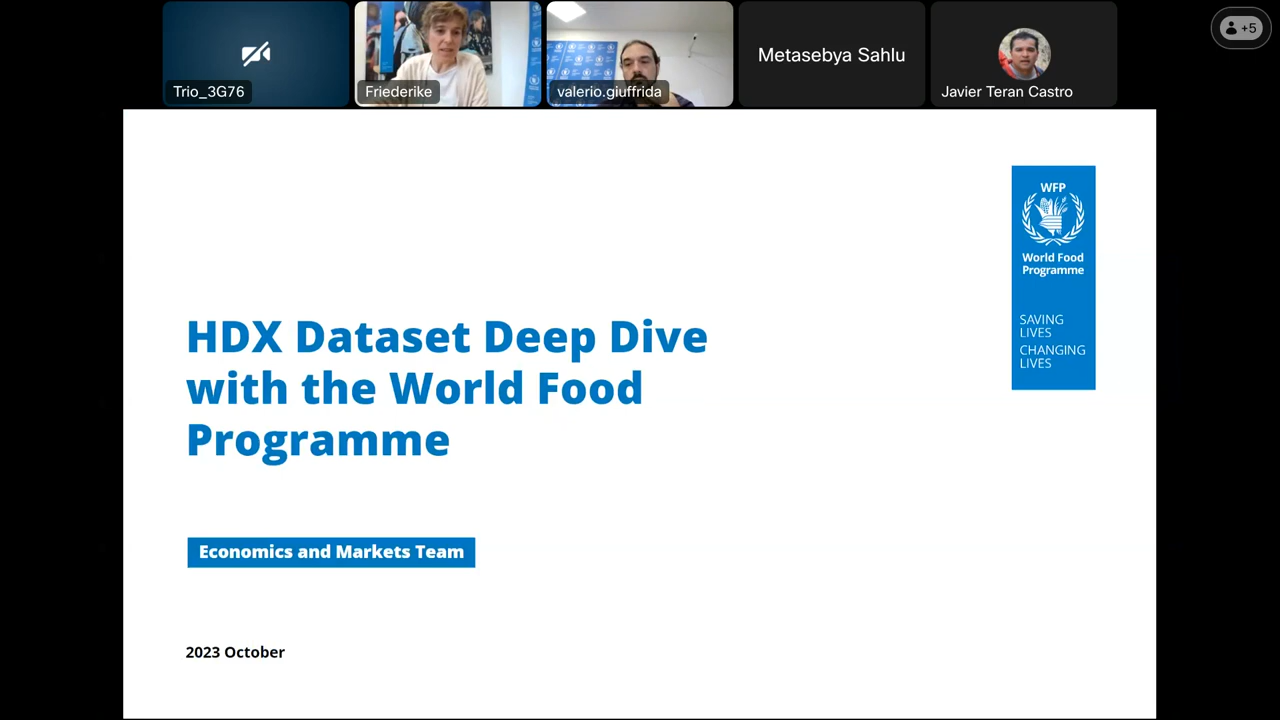 Trio_3G76
Friederike
valerio.giuffrida
Metasebya Sahlu
Javier Teran Castro
+5
WFP
World Food
Programme
SAVING
LIVES
CHANGING
LIVES
HDX Dataset Deep Dive
with the World Food
Programme
Economics and Markets Team
2023 October